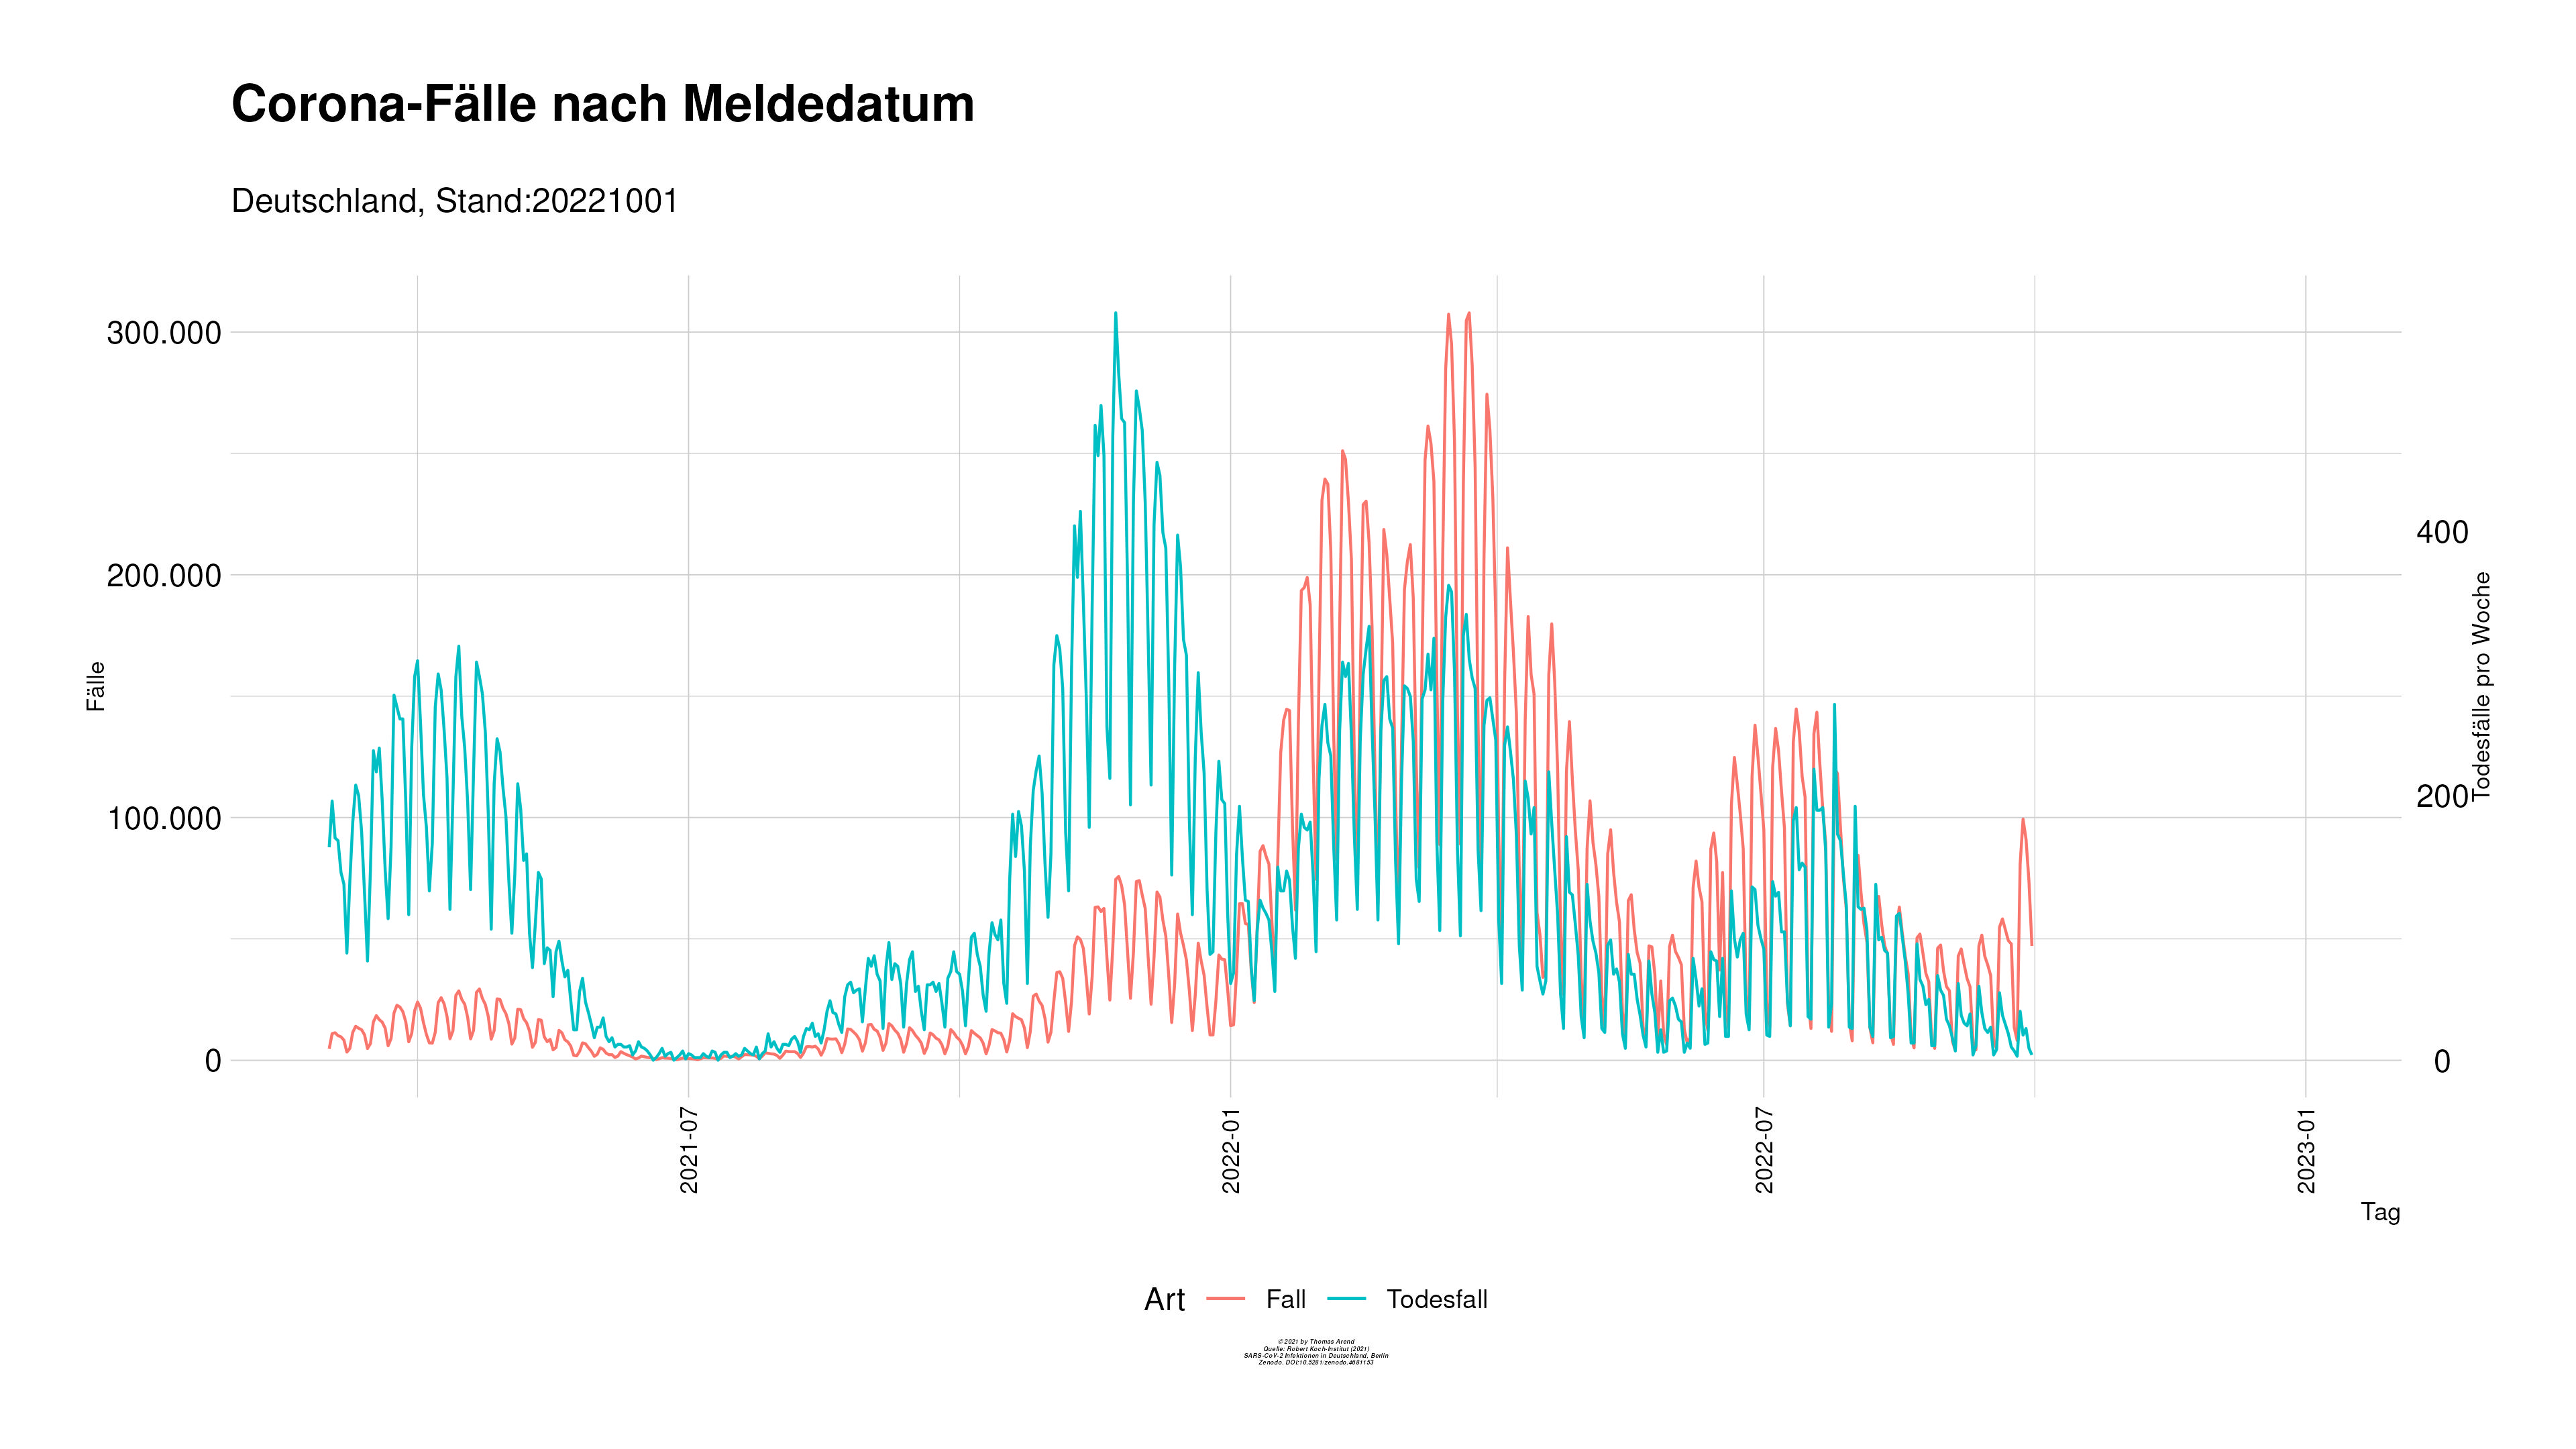 Corona-Fälle nach Meldedatum
Deutschland, Stand:20221001
300.000
200.000
100.000
0
Fälle
400
200
0
Todesfälle pro Woche
2021-07
2022-01
2022-07
2023-01
Tag
Art Fall Todesfall
© 2021 by Thomas Arend
Quelle: Robert Koch-Institut (2021)
SARS-CoV-2 Infektionen in Deutschland, Berlin
Zenodo. DOI:10.5281/zenodo.4681153